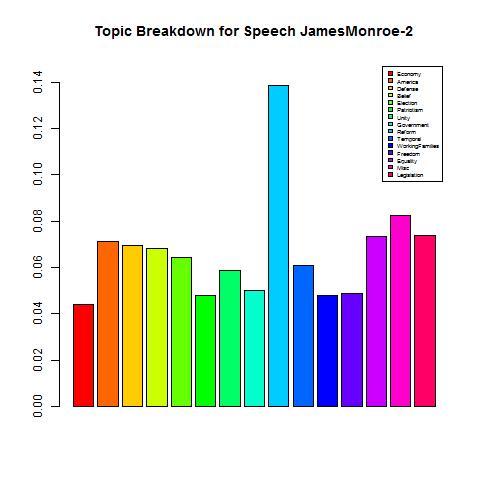 Topic Breakdown for Speech JamesMonroe-2
0.14
0.12
0.10
0.08
0.06
0.04
0.02
0.00
Economy
America
Defense
Belief
Election
Patriotism
Unity
Government
Reform
Temporal
WorkingFamilies
Freedom
Equality
Misc
Legislation